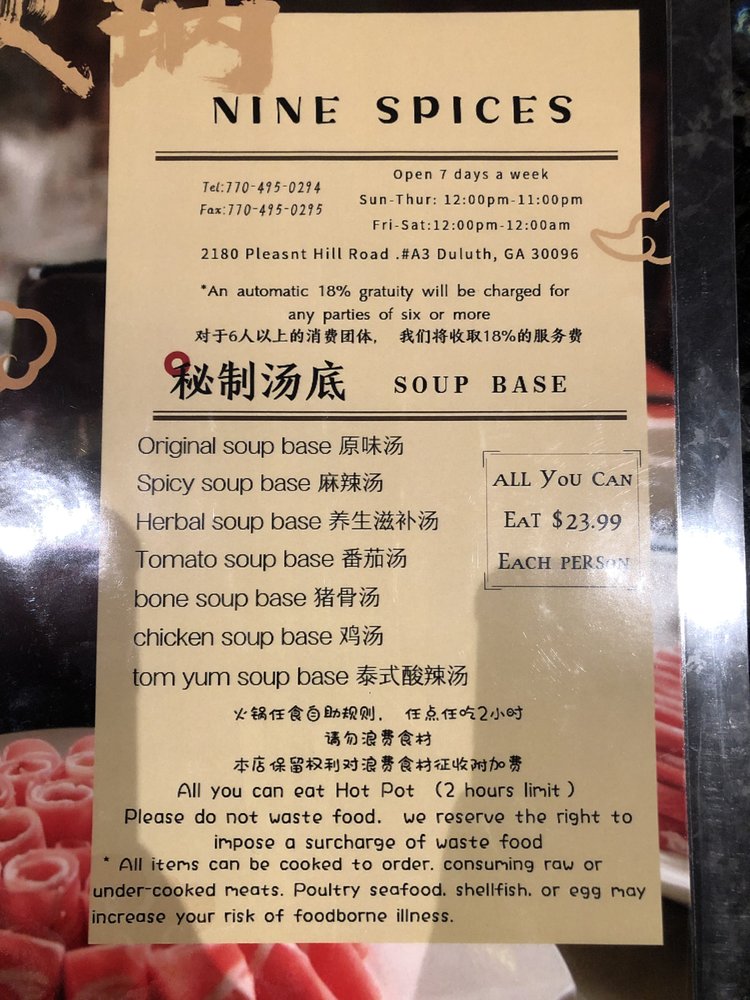 NINE SPICES
Tel:770-495-0294
Fax:770-495-0295
Open 7 days a week
Sun-Thur: 12:00pm-11:00pm
Fri-Sat:12:00pm-12:00am
2180 Pleasnt Hill Road .#A3 Duluth, GA 30096
*An automatic 18% gratuity will be charged for
any parties of six or more
对于6人以上的消费团体, 我们将收取18%的服务费
秘制汤底 SOUP BASE
Original soup base 原味汤
Spicy soup base 麻辣汤
Herbal soup base 养生滋补汤
Tomato soup base 番茄汤
bone soup base 猪骨汤
chicken soup base 鸡汤
tom yum soup base 泰式酸辣汤
ALL YOU CAN
EAT $23.99
EACH PERSON
火锅任食自助规则, 任点任吃2小时
请勿浪费食材
本店保留权利对浪费食材征收附加费
All you can eat Hot Pot (2 hours limit)
Please do not waste food, we reserve the right to
impose a surcharge of waste food
* All items can be cooked to order. consuming raw or
under-cooked meats. Poultry seafood. shellfish. or egg may
increase your risk of foodborne illness.